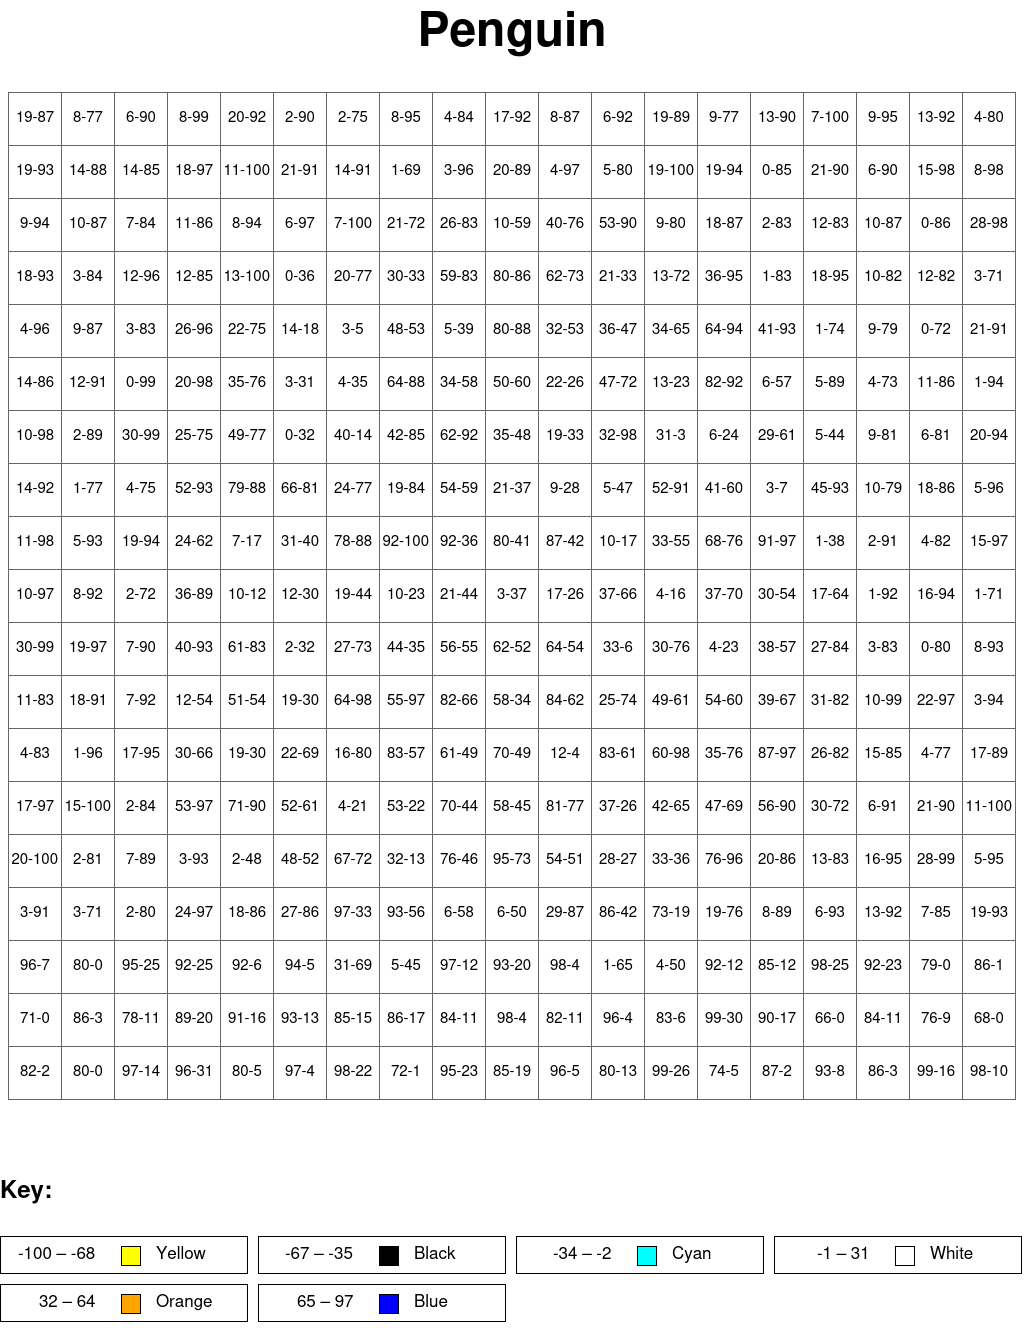 Penguin
19-87 8-77 6-90 8-99 20-92 2-90 2-75 8-95 4-84 17-92 8-87 6-92 19-89 9-77 13-90 7-100 9-95 13-92 4-80
19-93 14-88 14-85 18-97 11-100 21-91 14-91 1-69 3-96 20-89 4-97 5-80 19-100 19-94 0-85 21-90 6-90 15-98 8-98
9-94 10-87 7-84 11-86 8-94 6-97 7-100 21-72 26-83 10-59 40-76 53-90 9-80 18-87 2-83 12-83 10-87 0-86 28-98
18-93 3-84 12-96 12-85 13-100 0-36 20-77 30-33 59-83 80-86 62-73 21-33 13-72 36-95 1-83 18-95 10-82 12-82 3-71
4-96 9-87 3-83 26-96 22-75 14-18 3-5 48-53 5-39 80-88 32-53 36-47 34-65 64-94 41-93 1-74 9-79 0-72 21-91
14-86 12-91 0-99 20-98 35-76 3-31 4-35 64-88 34-58 50-60 22-26 47-72 13-23 82-92 6-57 5-89 4-73 11-86 1-94
10-98 2-89 30-99 25-75 49-77 0-32 40-14 42-85 62-92 35-48 19-33 32-98 31-3 6-24 29-61 5-44 9-81 6-81 20-94
14-92 1-77 4-75 52-93 79-88 66-81 24-77 19-84 54-59 21-37 9-28 5-47 52-91 41-60 3-7 45-93 10-79 18-86 5-96
11-98 5-93 19-94 24-62 7-17 31-40 78-88 92-100 92-36 80-41 87-42 10-17 33-55 68-76 91-97 1-38 2-91 4-82 15-97
10-97 8-92 2-72 36-89 10-12 12-30 19-44 10-23 21-44 3-37 17-26 37-66 4-16 37-70 30-54 17-64 1-92 16-94 1-71
30-99 19-97 7-90 40-93 61-83 2-32 27-73 44-35 56-55 62-52 64-54 33-6 30-76 4-23 38-57 27-84 3-83 0-80 8-93
11-83 18-91 7-92 12-54 51-54 19-30 64-98 55-97 82-66 58-34 84-62 25-74 49-61 54-60 39-67 31-82 10-99 22-97 3-94
4-83 1-96 17-95 30-66 19-30 22-69 16-80 83-57 61-49 70-49 12-4 83-61 60-98 35-76 87-97 26-82 15-85 4-77 17-89
17-97 15-100 2-84 53-97 71-90 52-61 4-21 53-22 70-44 58-45 81-77 37-26 42-65 47-69 56-90 30-72 6-91 21-90 11-100
20-100 2-81 7-89 3-93 2-48 48-52 67-72 32-13 76-46 95-73 54-51 28-27 33-36 76-96 20-86 13-83 16-95 28-99 5-95
3-91 3-71 2-80 24-97 18-86 27-86 97-33 93-56 6-58 6-50 29-87 86-42 73-19 19-76 8-89 6-93 13-92 7-85 19-93
96-7 80-0 95-25 92-25 92-6 94-5 31-69 5-45 97-12 93-20 98-4 1-65 4-50 92-12 85-12 98-25 92-23 79-0 86-1
71-0 86-3 78-11 89-20 91-16 93-13 85-15 86-17 84-11 98-4 82-11 96-4 83-6 99-30 90-17 66-0 84-11 76-9 68-0
82-2 80-0 97-14 96-31 80-5 97-4 98-22 72-1 95-23 85-19 96-5 80-13 99-26 74-5 87-2 93-8 86-3 99-16 98-10
Key:
-100 – -68 Yellow -67 – -35 Black -34 – -2 Cyan -1 – 31 White
32 – 64 Orange 65 – 97 Blue